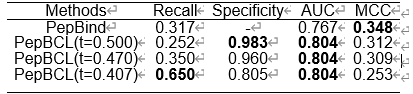 Methods Recall Specificity AUC MCC
PepBind 0.317 - 0.767 0.348
PepBCL(t=0.500) 0.252 0.983 0.804 0.312
PepBCL(t=0.470) 0.350 0.960 0.804 0.309
PepBCL(t=0.407) 0.650 0.805 0.804 0.253